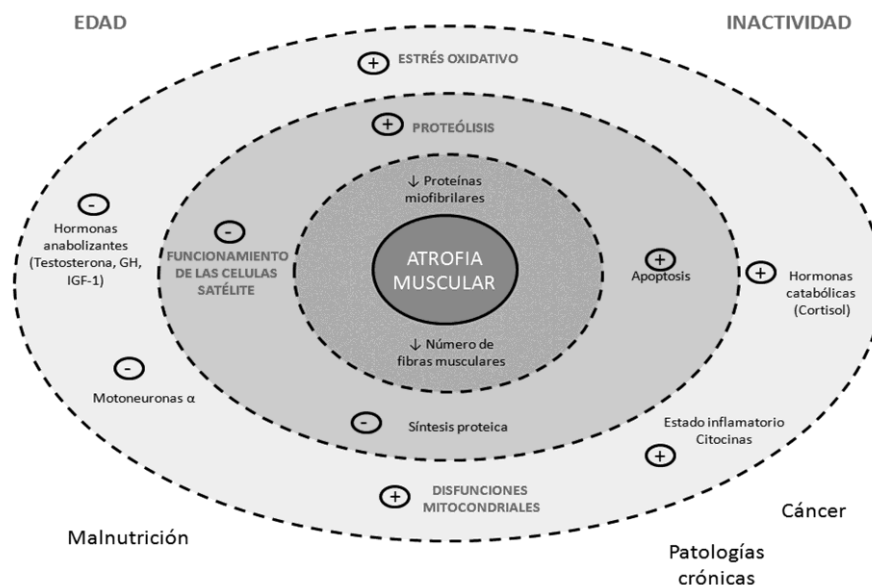 EDAD
INACTIVIDAD
+
ESTRÉS OXIDATIVO
+
PROTEÓLISIS
↓ Proteínas
miofibrilares
-
Hormonas
anabolizantes
(Testosterona, GH,
IGF-1)
-
FUNCIONAMIENTO
DE LAS CELULAS
SATÉLITE
ATROFIA
MUSCULAR
+
Apoptosis
+
Hormonas
catabólicas
(Cortisol)
↓ Número de
fibras musculares
-
Motoneuronas α
-
Síntesis proteica
Estado inflamatorio
Citocinas
+
+
DISFUNCIONES
MITOCONDRIALES
Malnutrición
Cáncer
Patologías
crónicas